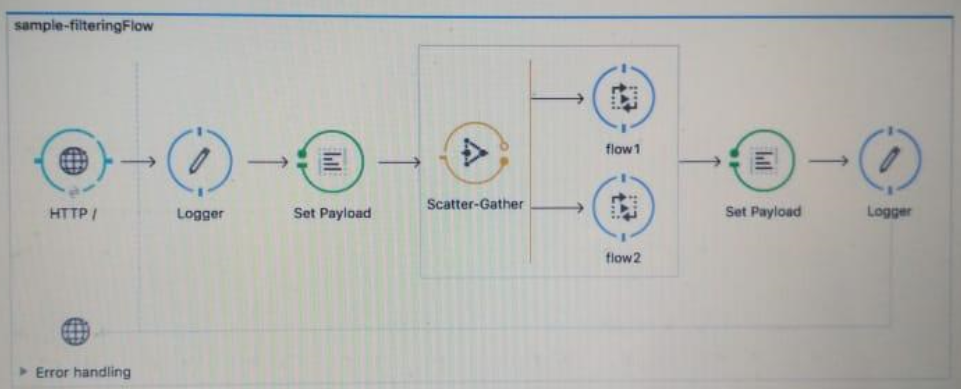 sample-filteringFlow
HTTP /
Logger
Set Payload
Scatter-Gather
flow1
flow2
Set Payload
Logger
Error handling